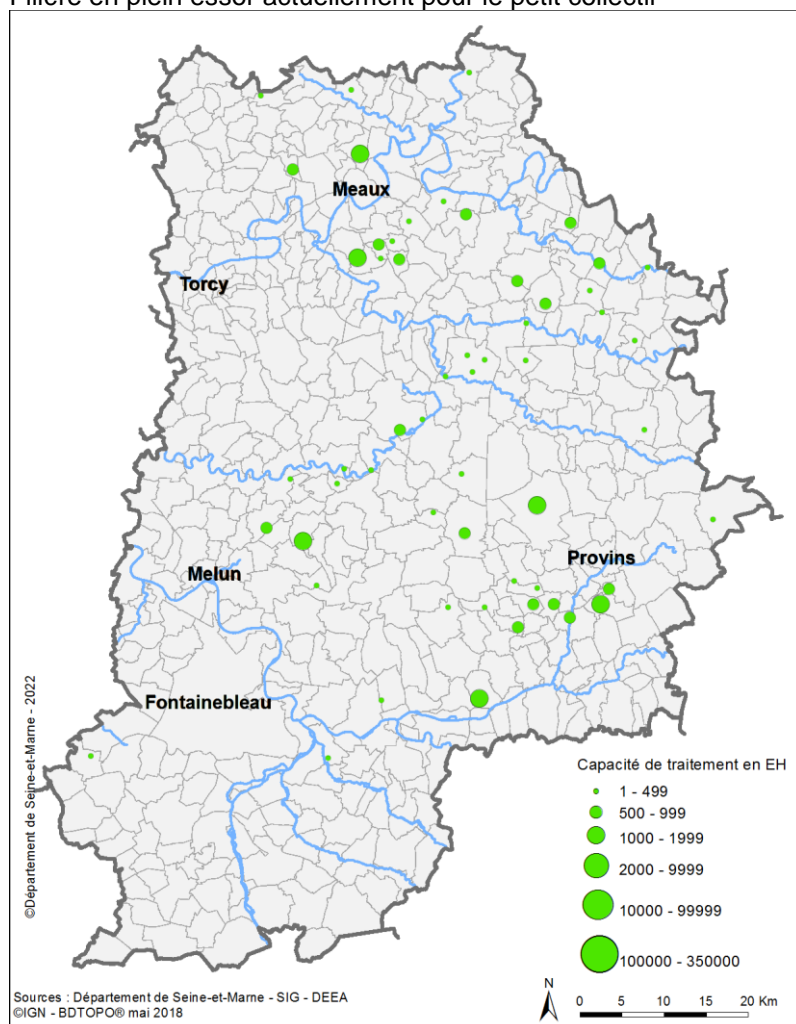 Filière en plein essor actuellement pour le petit collectif
Meaux
Torcy
Provins
Melun
Fontainebleau
©Département de Seine-et-Marne - 2022
Capacité de traitement en EH
1 - 499
500 - 999
1000 - 1999
2000 - 9999
10000 - 99999
100000 - 350000
Sources : Département de Seine-et-Marne - SIG - DEEA
©IGN - BDTOPO® mai 2018
N
0 5 10 15 20 Km